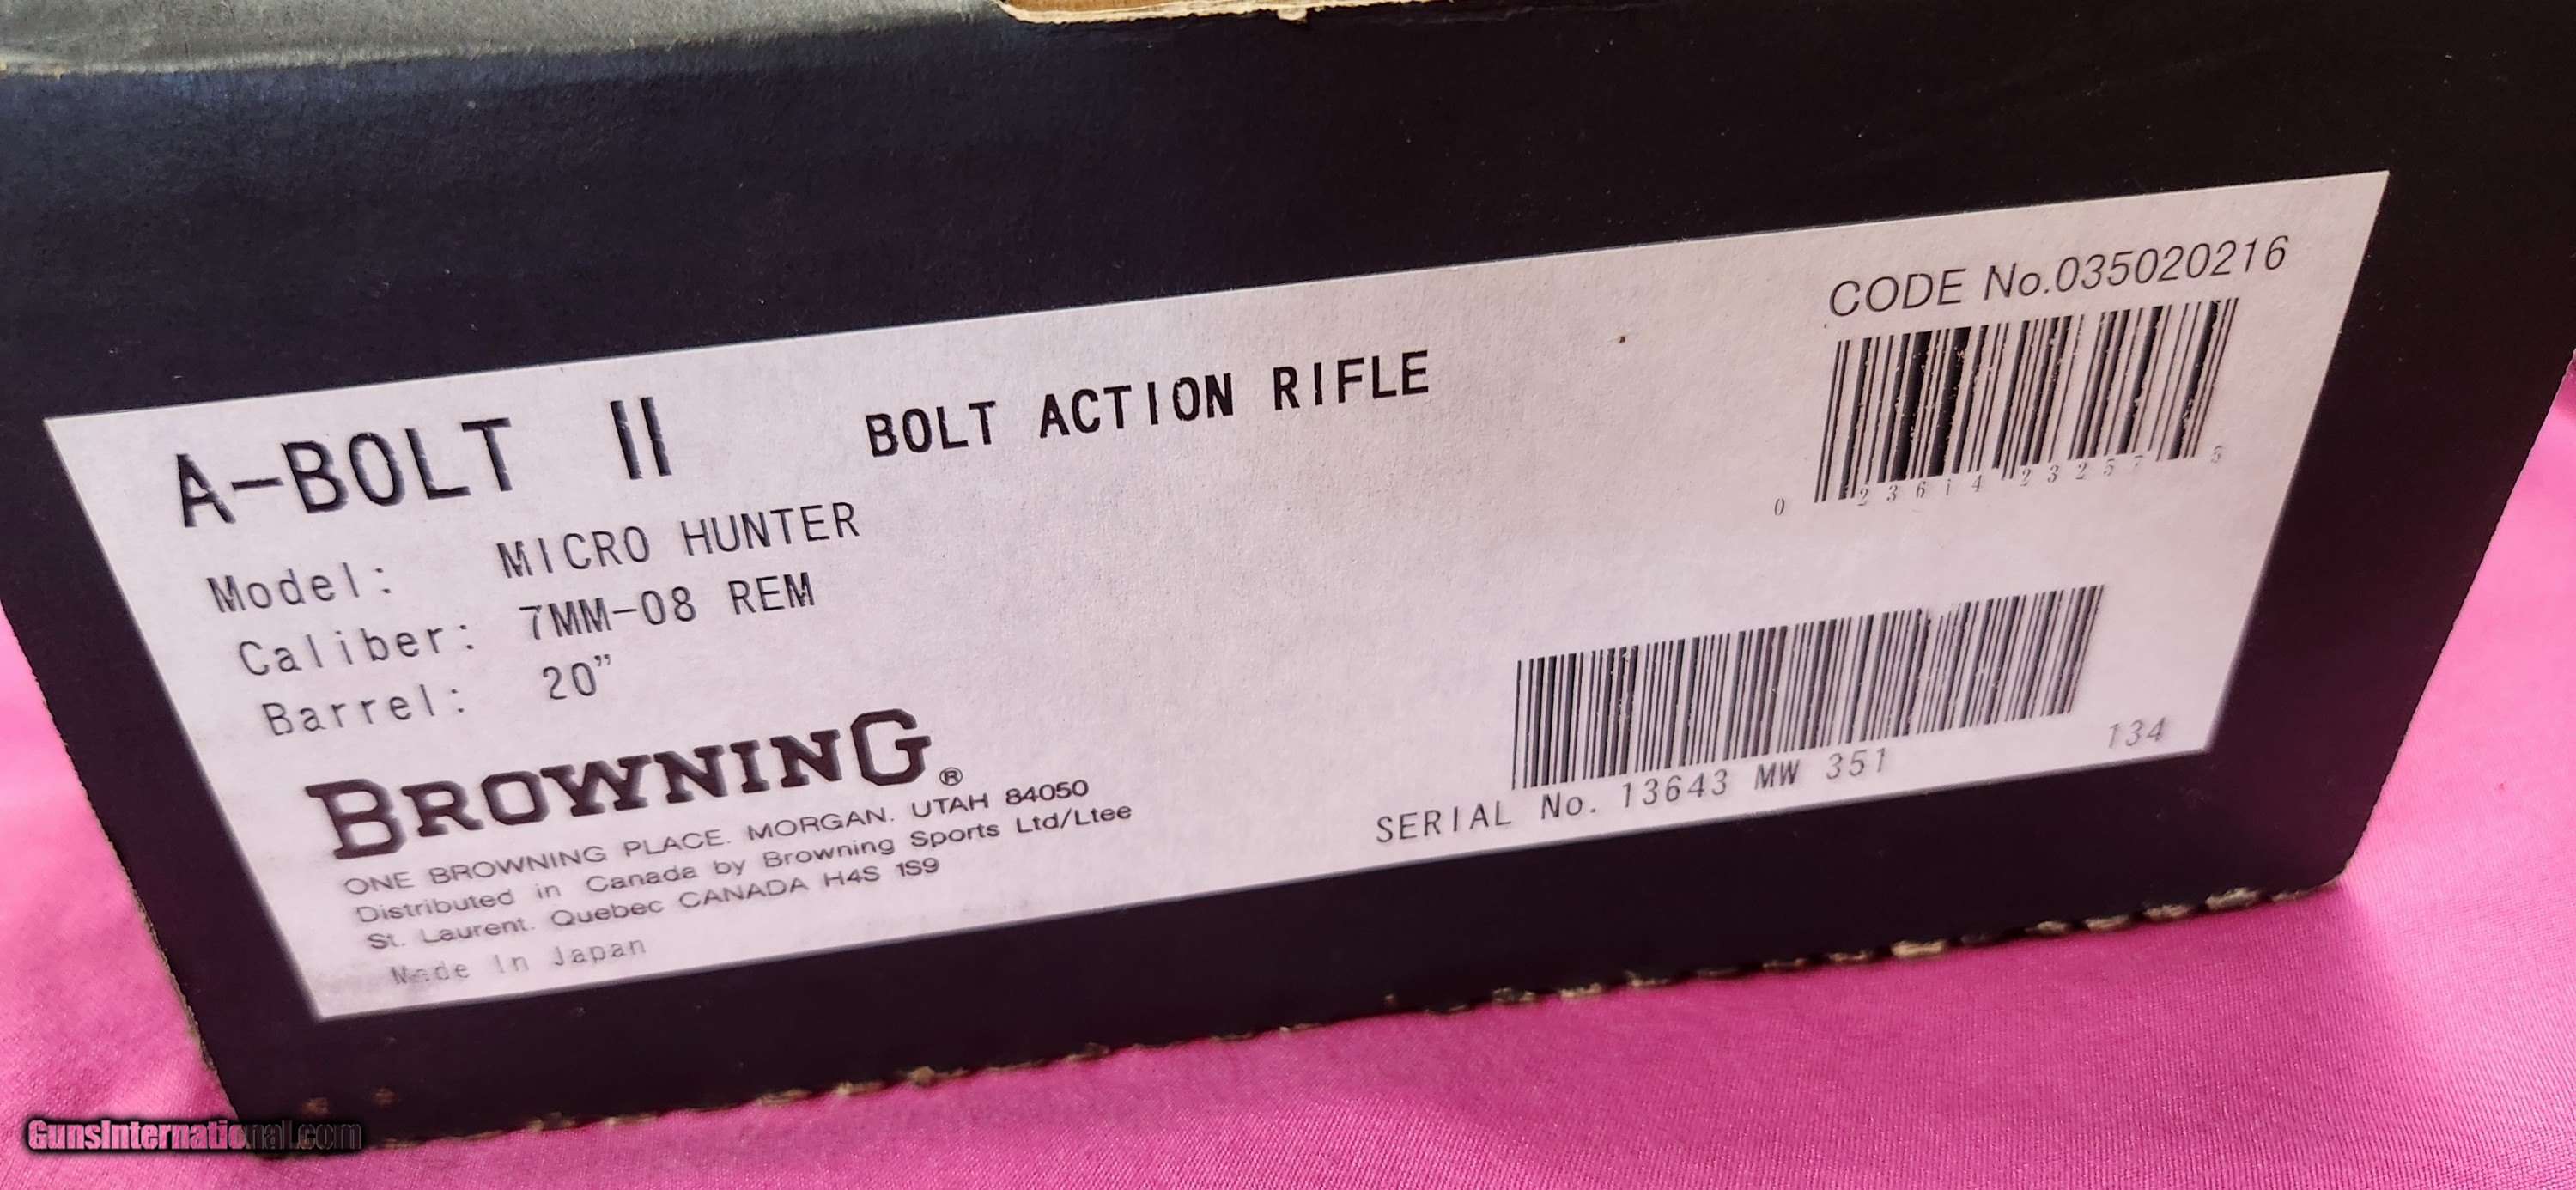 CODE No.035020216
A-BOLT II BOLT ACTION RIFLE
0 23614 23257 3
Model: MICRO HUNTER
Caliber: 7MM-08 REM
Barrel: 20”
BROWNING®
ONE BROWNING PLACE. MORGAN. UTAH 84050
Distributed in Canada by Browning Sports Ltd/Ltee
St. Laurent. Quebec CANADA H4S 1S9
Made In Japan
SERIAL No. 13643 MW 351
134
GunsInternational.com